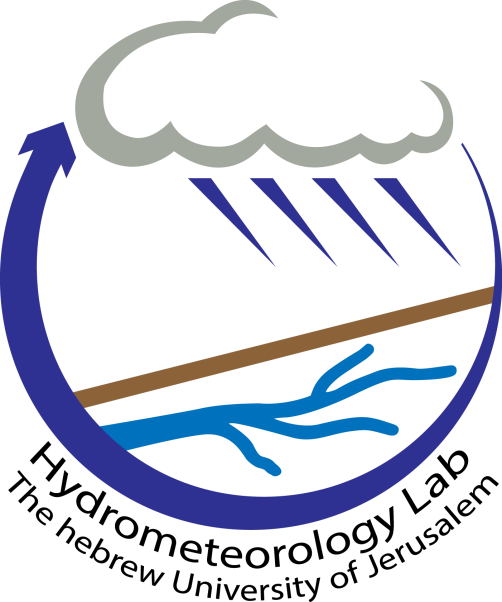 Hydrometeorology Lab
The hebrew University of Jerusalem